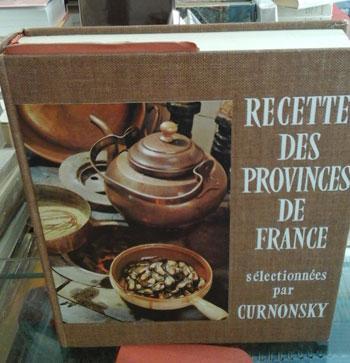 RECETTE
DES
PROVINCES
DE
FRANCE
sélectionnées
par
CURNONSKY